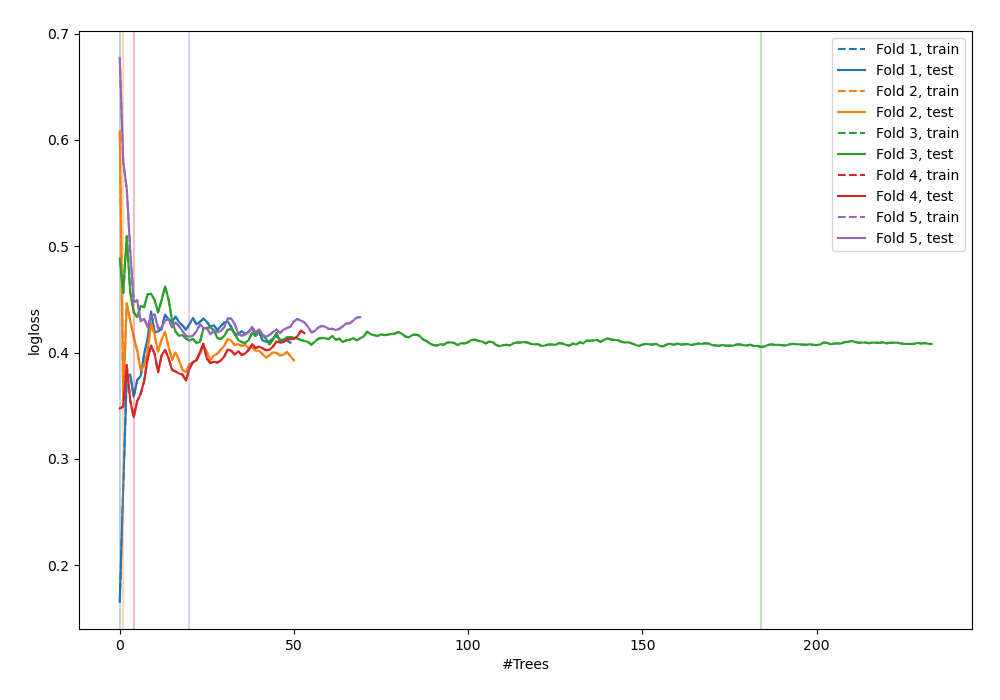 0.7
0.6
0.5
0.4
0.3
0.2
logloss
0
50
100
150
200
#Trees
Fold 1, train
Fold 1, test
Fold 2, train
Fold 2, test
Fold 3, train
Fold 3, test
Fold 4, train
Fold 4, test
Fold 5, train
Fold 5, test